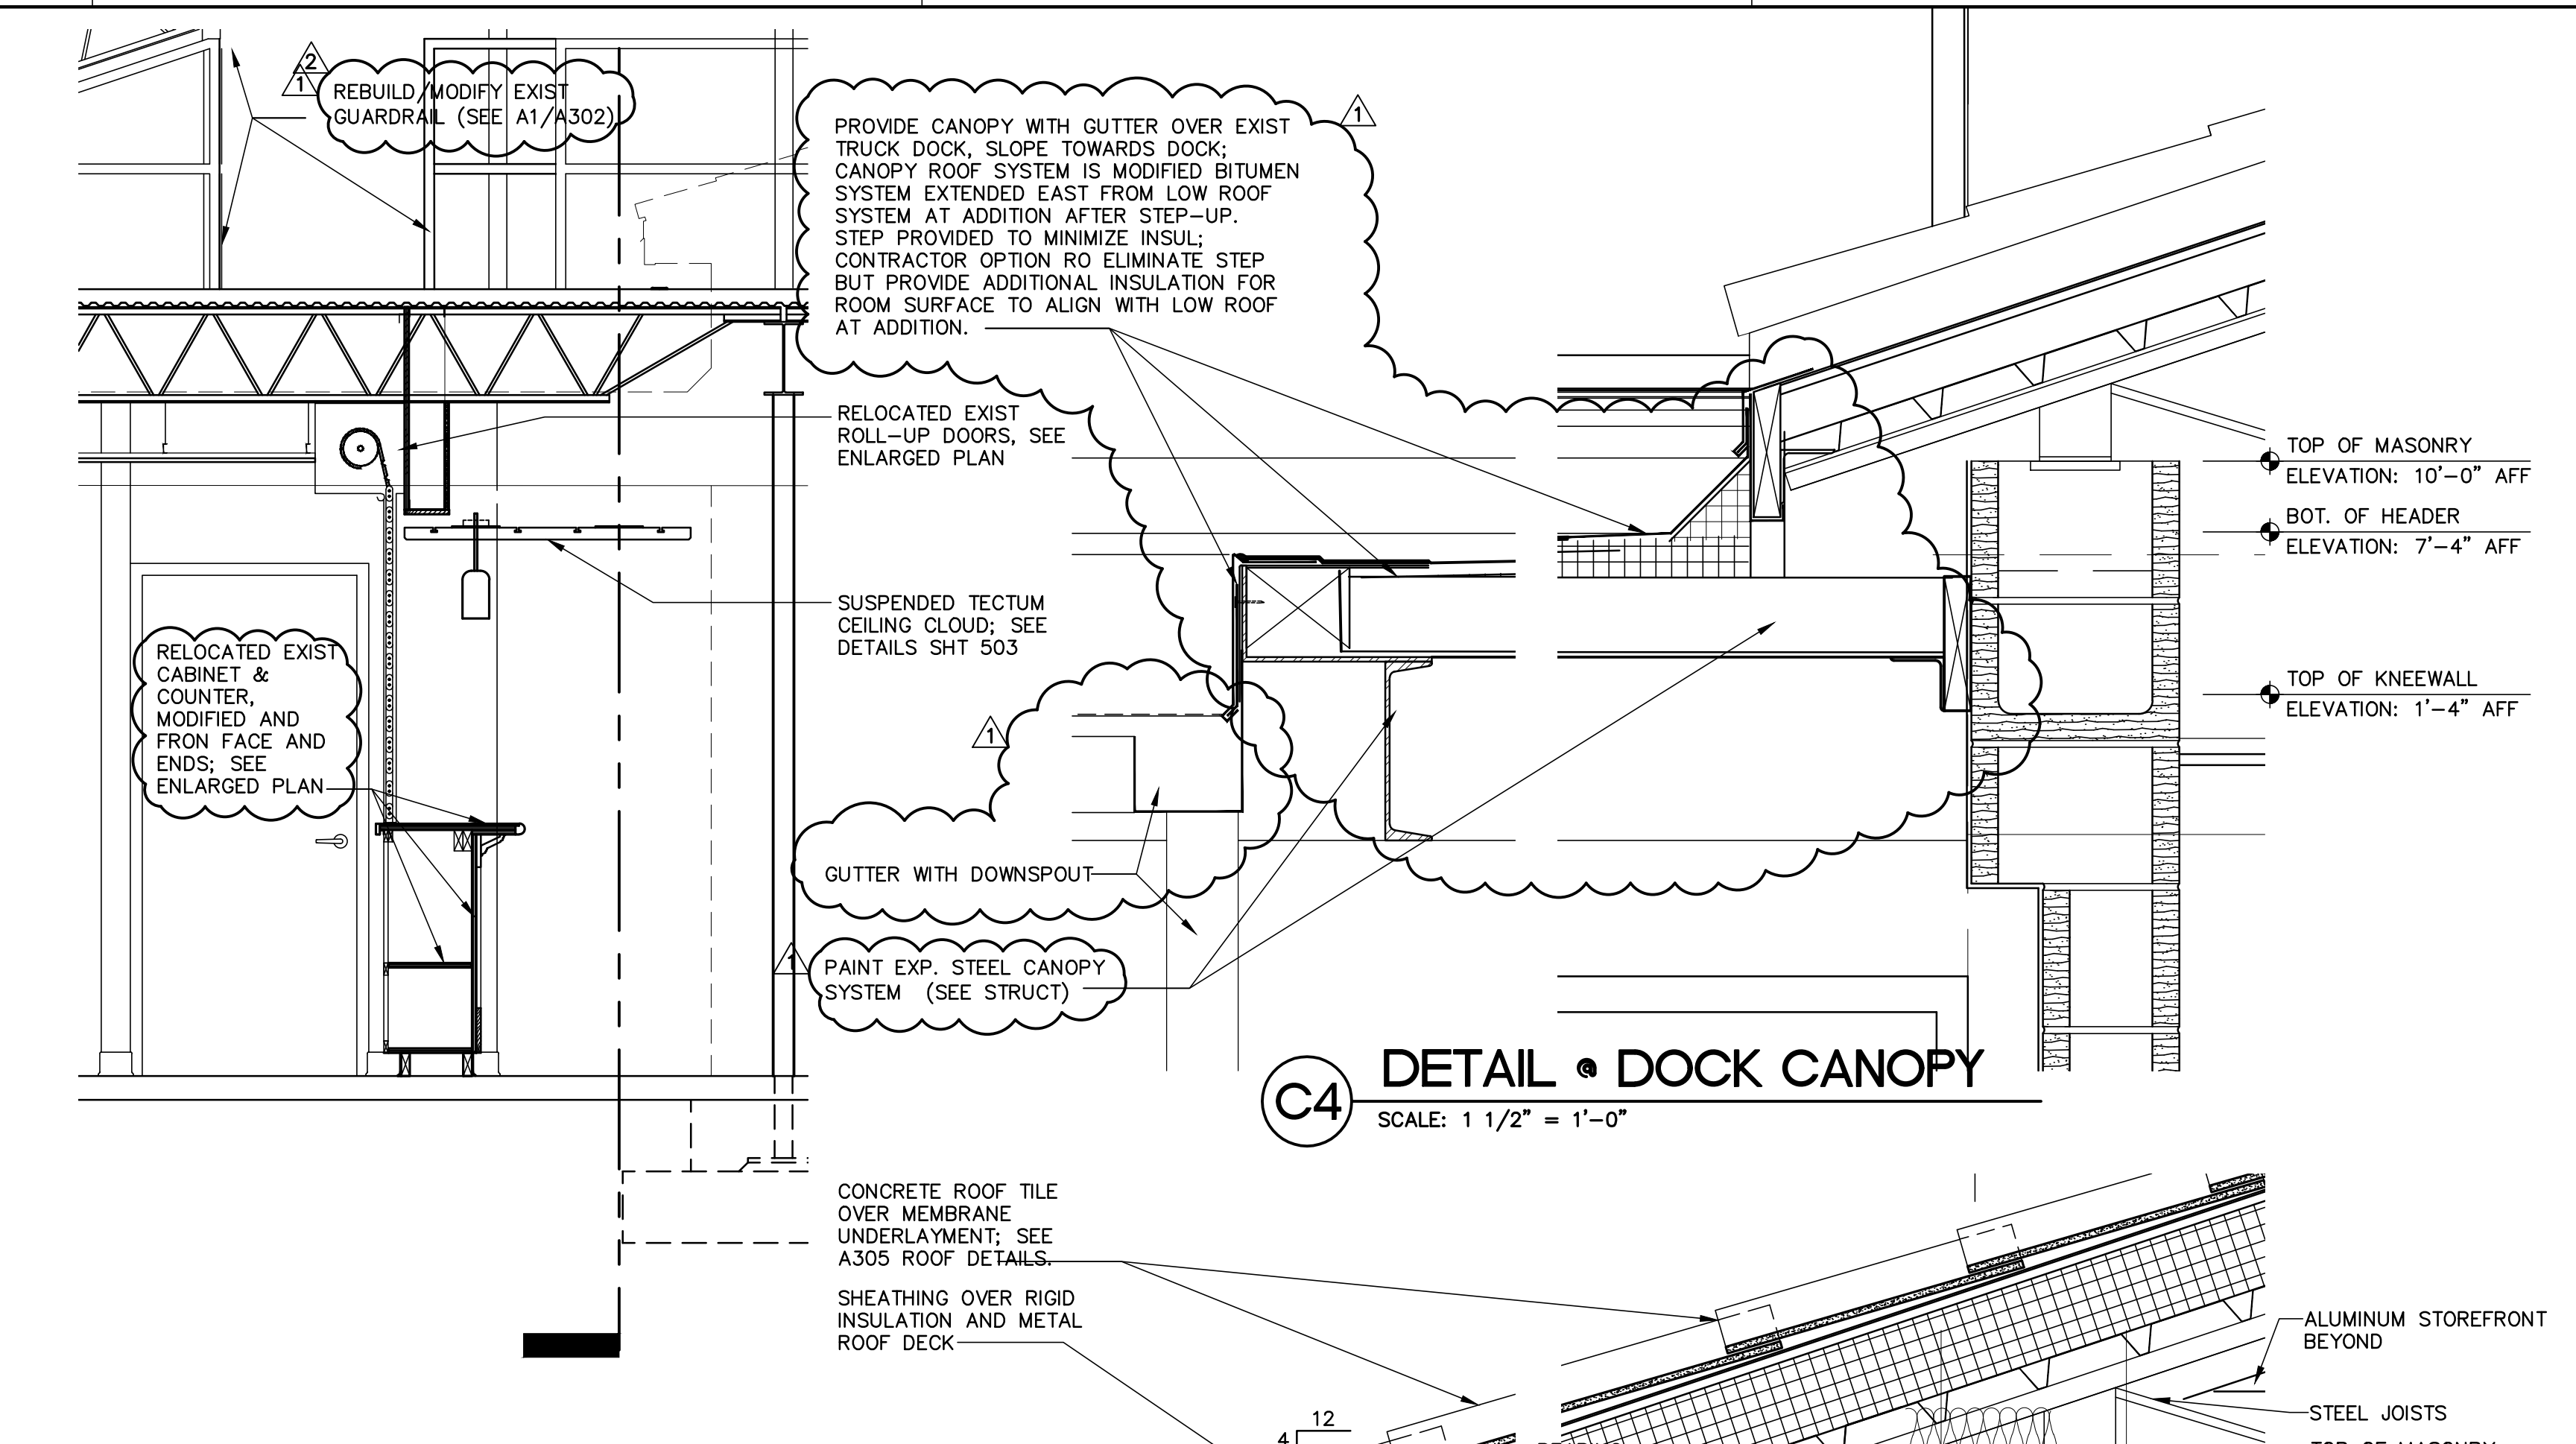 2
1
REBUILD/MODIFY EXIST
GUARDRAIL (SEE A1/A302)
1
PROVIDE CANOPY WITH GUTTER OVER EXIST
TRUCK DOCK, SLOPE TOWARDS DOCK;
CANOPY ROOF SYSTEM IS MODIFIED BITUMEN
SYSTEM EXTENDED EAST FROM LOW ROOF
SYSTEM AT ADDITION AFTER STEP-UP.
STEP PROVIDED TO MINIMIZE INSUL;
CONTRACTOR OPTION RO ELIMINATE STEP
BUT PROVIDE ADDITIONAL INSULATION FOR
ROOM SURFACE TO ALIGN WITH LOW ROOF
AT ADDITION.
RELOCATED EXIST
ROLL-UP DOORS, SEE
ENLARGED PLAN
TOP OF MASONRY
ELEVATION: 10'-0" AFF
BOT. OF HEADER
ELEVATION: 7'-4" AFF
SUSPENDED TECTUM
CEILING CLOUD; SEE
DETAILS SHT 503
RELOCATED EXIST
CABINET &
COUNTER,
MODIFIED AND
FRON FACE AND
ENDS; SEE
ENLARGED PLAN
TOP OF KNEEWALL
ELEVATION: 1'-4" AFF
1
GUTTER WITH DOWNSPOUT
1
PAINT EXP. STEEL CANOPY
SYSTEM (SEE STRUCT)
C4
DETAIL @ DOCK CANOPY
SCALE: 1 1/2" = 1'-0"
CONCRETE ROOF TILE
OVER MEMBRANE
UNDERLAYMENT; SEE
A305 ROOF DETAILS.
SHEATHING OVER RIGID
INSULATION AND METAL
ROOF DECK
ALUMINUM STOREFRONT
BEYOND
12
4
STEEL JOISTS
TOP OF MASONRY